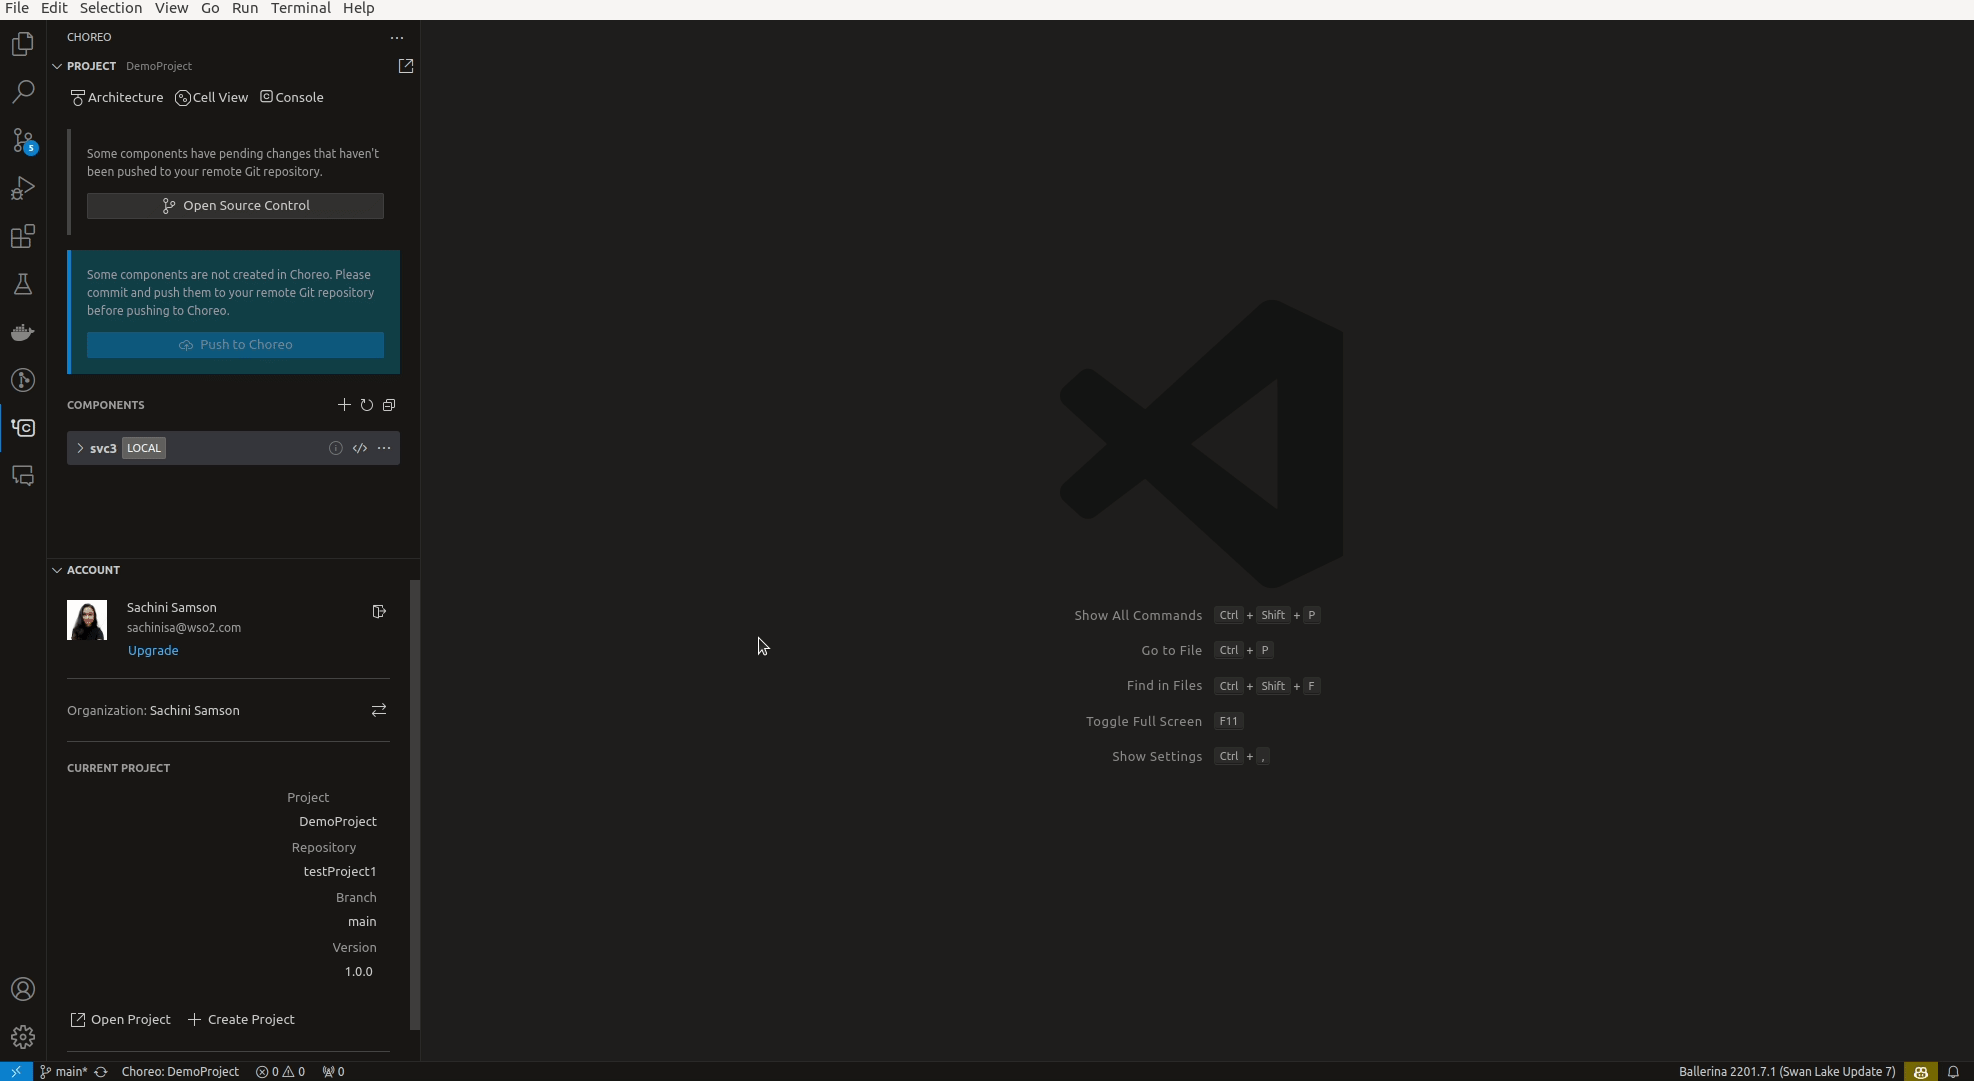 File Edit Selection View Go Run Terminal Help
CHOREO
PROJECT DemoProject
Architecture Cell View Console
Some components have pending changes that haven't
been pushed to your remote Git repository.
Open Source Control
Some components are not created in Choreo. Please
commit and push them to your remote Git repository
before pushing to Choreo.
Push to Choreo
COMPONENTS
svc3 LOCAL
ACCOUNT
Sachini Samson
sachinisa@wso2.com
Upgrade
Organization: Sachini Samson
CURRENT PROJECT
Project
DemoProject
Repository
testProject1
Branch
main
Version
1.0.0
Open Project Create Project
5
Show All Commands Ctrl + Shift + P
Go to File Ctrl + P
Find in Files Ctrl + Shift + F
Toggle Full Screen F11
Show Settings Ctrl + ,
main* Choreo: DemoProject 0 0 0 Ballerina 2201.7.1 (Swan Lake Update 7)